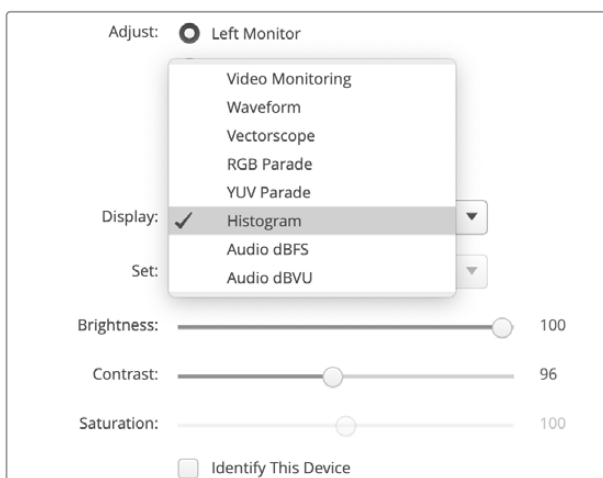 Adjust: Left Monitor
Video Monitoring
Waveform
Vectorscope
RGB Parade
YUV Parade
Display: Histogram
Audio dBFS
Set: Audio dBVU
Brightness: 100
Contrast: 96
Saturation: 100
Identify This Device